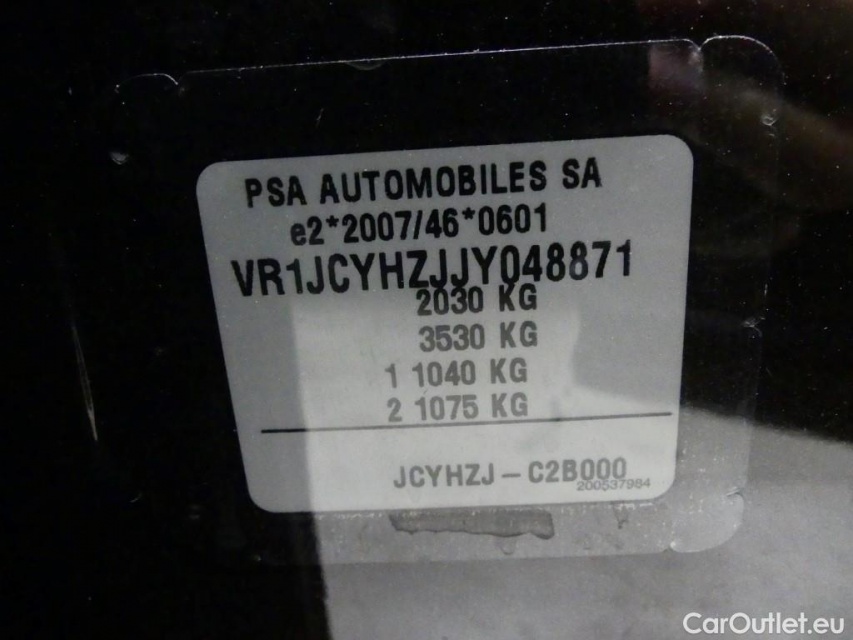 PSA AUTOMOBILES SA
e2*2007/46*0601
VR1JCYHZJJY048871
2030 KG
3530 KG
1 1040 KG
2 1075 KG
JCYHZJ – C2B000
200537984
CarOutlet.eu